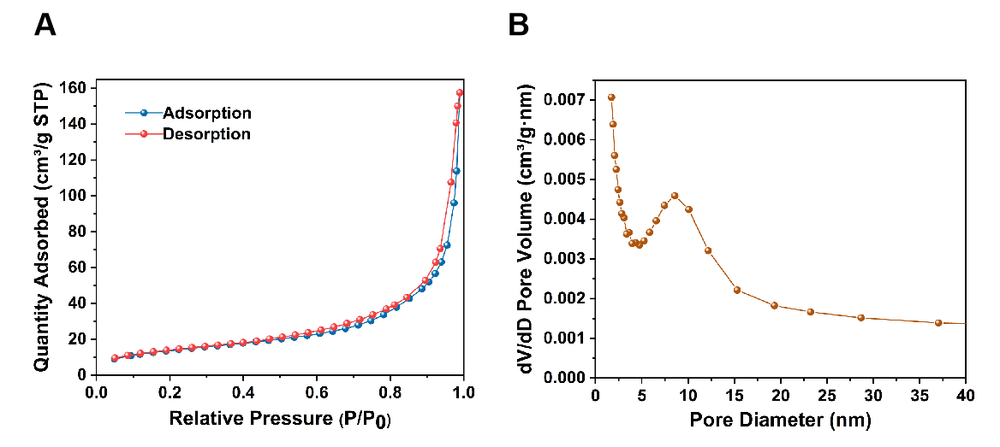 A
B
Quantity Adsorbed (cm³/g STP)
160
140
120
100
80
60
40
20
0
Adsorption
Desorption
0.0 0.2 0.4 0.6 0.8 1.0
Relative Pressure (P/P0)
dV/dD Pore Volume (cm³/g·nm)
0.007
0.006
0.005
0.004
0.003
0.002
0.001
0.000
0 5 10 15 20 25 30 35 40
Pore Diameter (nm)